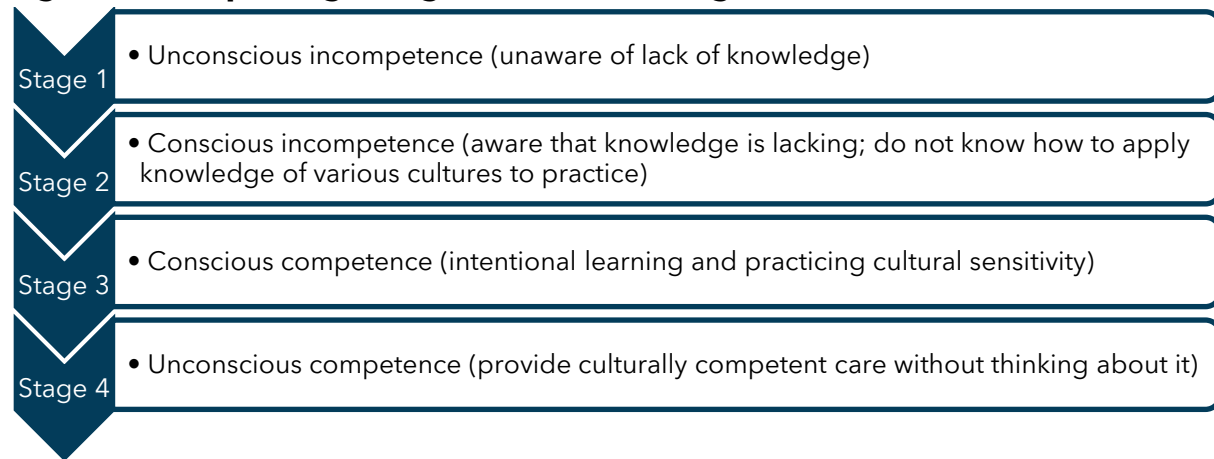 Stage 1
• Unconscious incompetence (unaware of lack of knowledge)
Stage 2
• Conscious incompetence (aware that knowledge is lacking; do not know how to apply
knowledge of various cultures to practice)
Stage 3
• Conscious competence (intentional learning and practicing cultural sensitivity)
Stage 4
• Unconscious competence (provide culturally competent care without thinking about it)